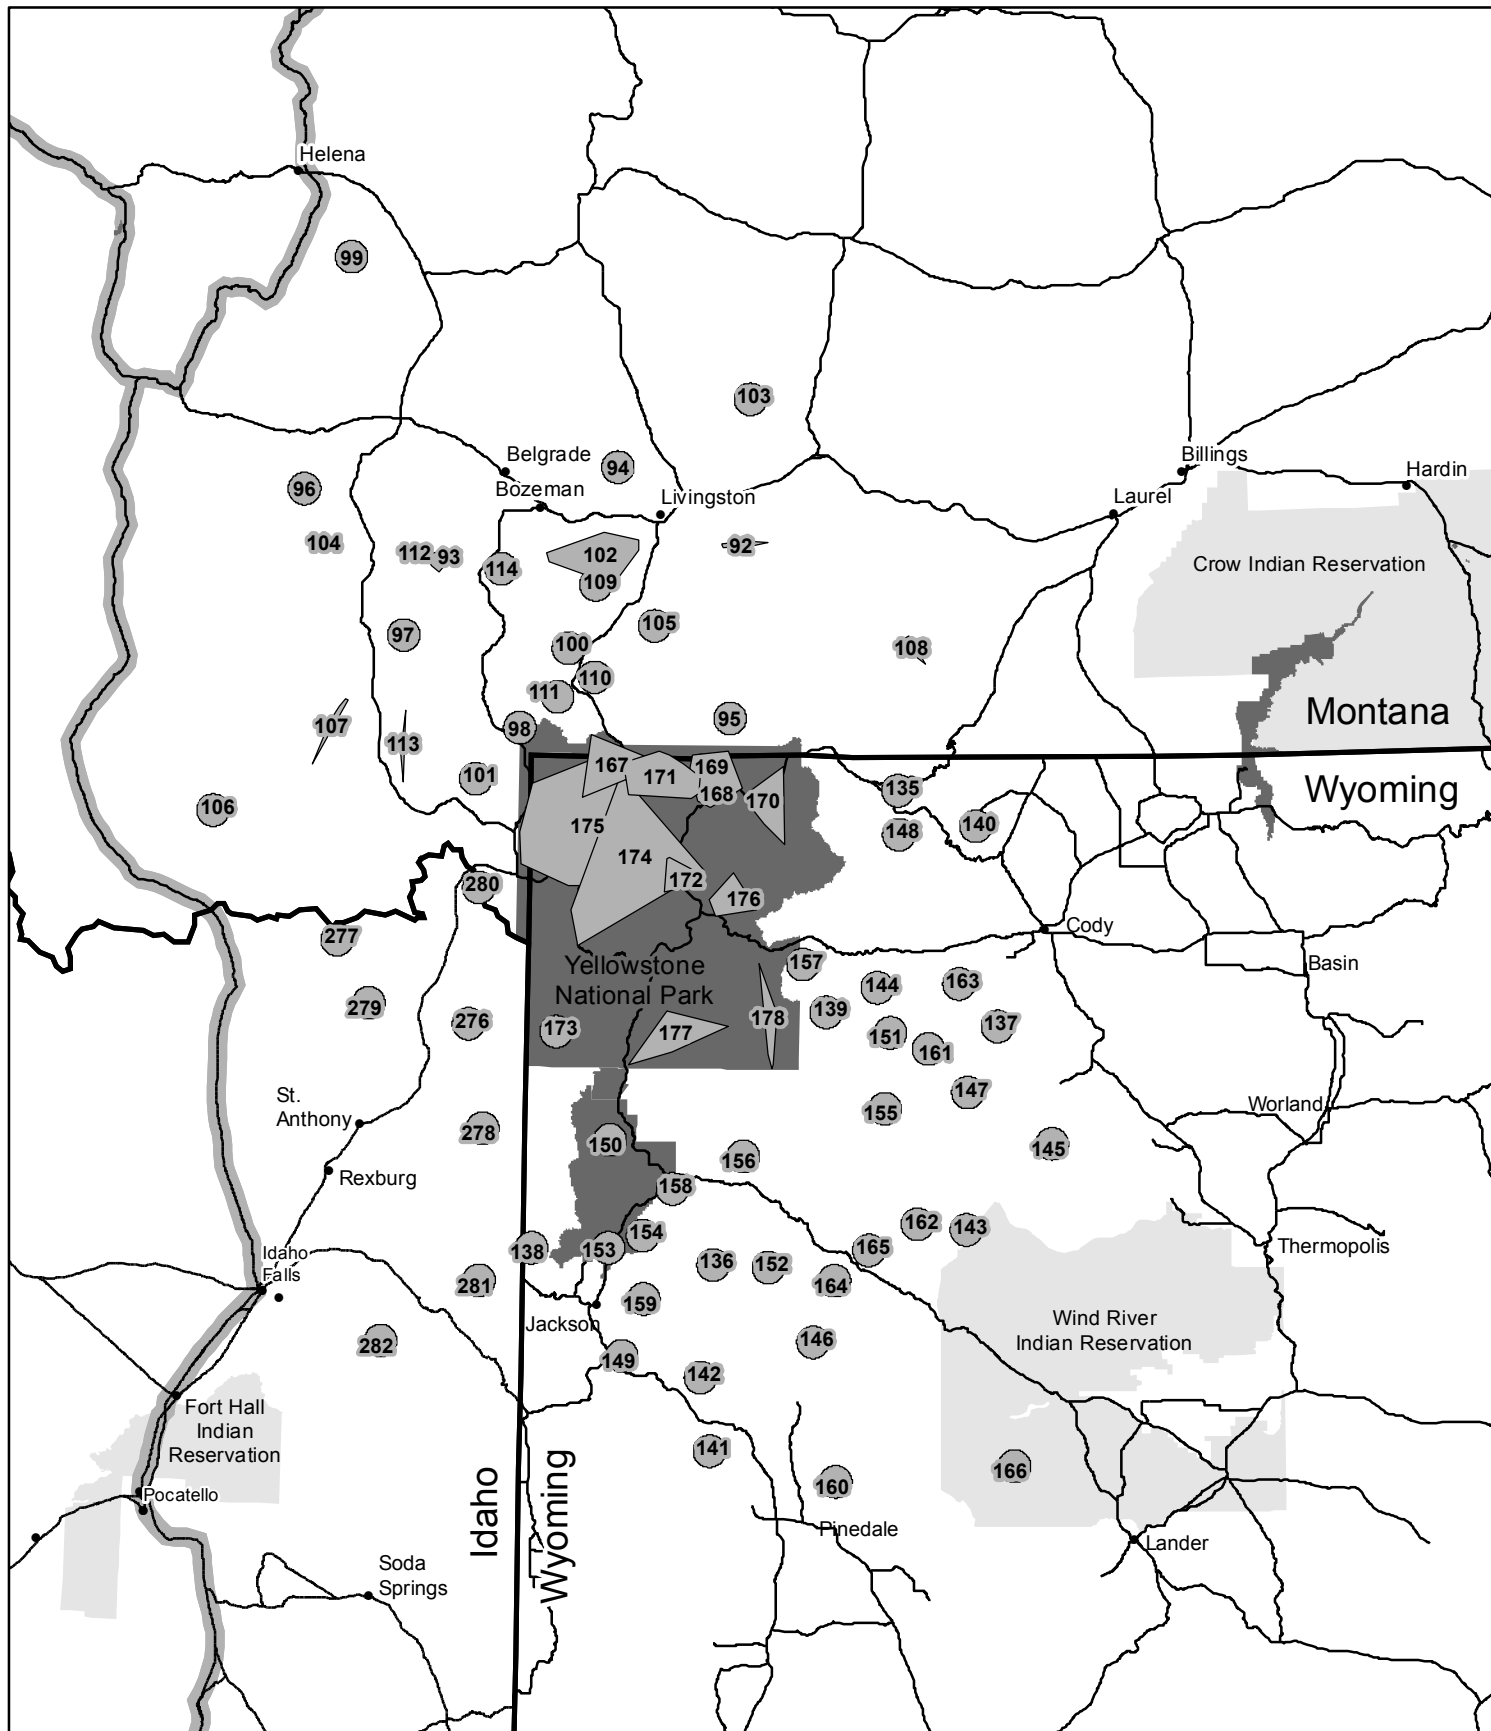 Helena
99
103
Belgrade
94
Billings
Hardin
96
Bozeman
Livingston
Laurel
104
112
93
114
102
109
92
Crow Indian Reservation
97
105
100
108
110
111
107
98
95
Montana
113
101
167
171
169
168
170
135
Wyoming
106
175
148
140
174
280
172
176
277
Cody
Yellowstone
National Park
157
Basin
279
276
173
177
178
139
144
163
151
137
161
St.
Anthony
278
150
155
147
Worland
145
156
Rexburg
158
138
153
154
162
143
165
Thermopolis
Idaho
Falls
281
136
152
164
159
Jackson
Wind River
Indian Reservation
282
149
146
142
Fort Hall
Indian
Reservation
141
160
166
Pocatello
Idaho
Wyoming
Pinedale
Lander
Soda
Springs